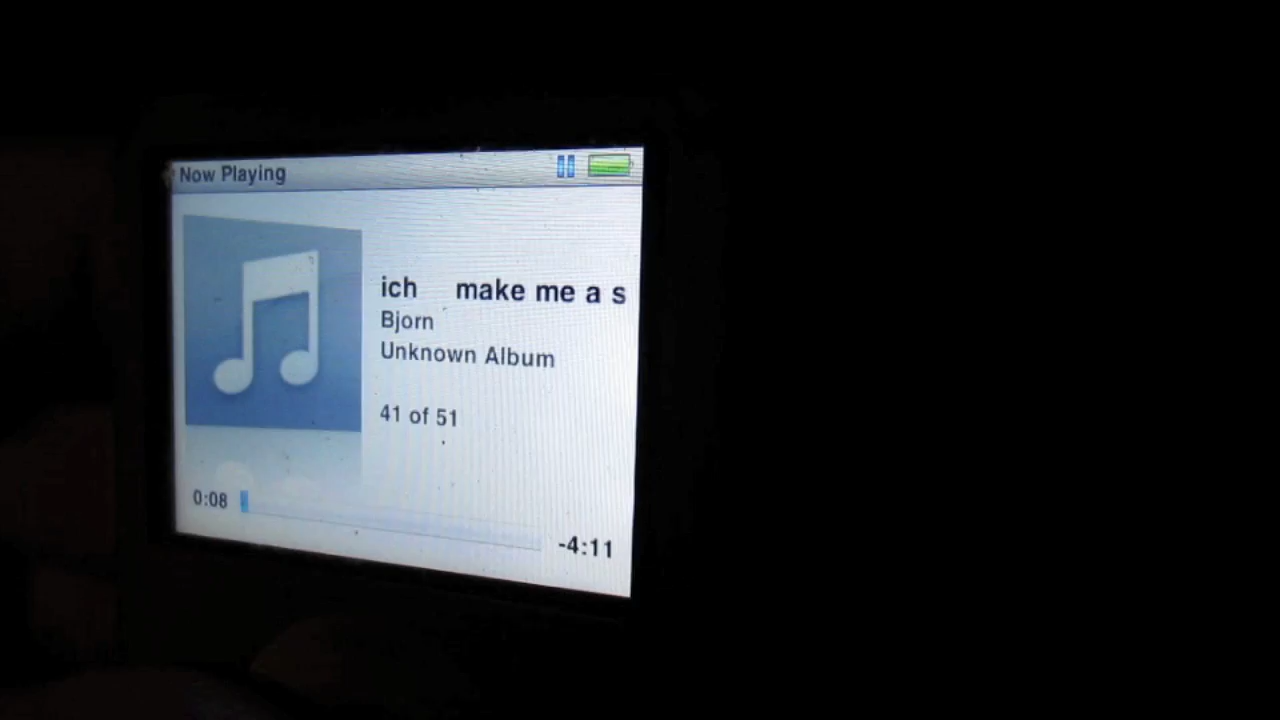 Now Playing
ich make me a s
Bjorn
Unknown Album
41 of 51
0:08
-4:11